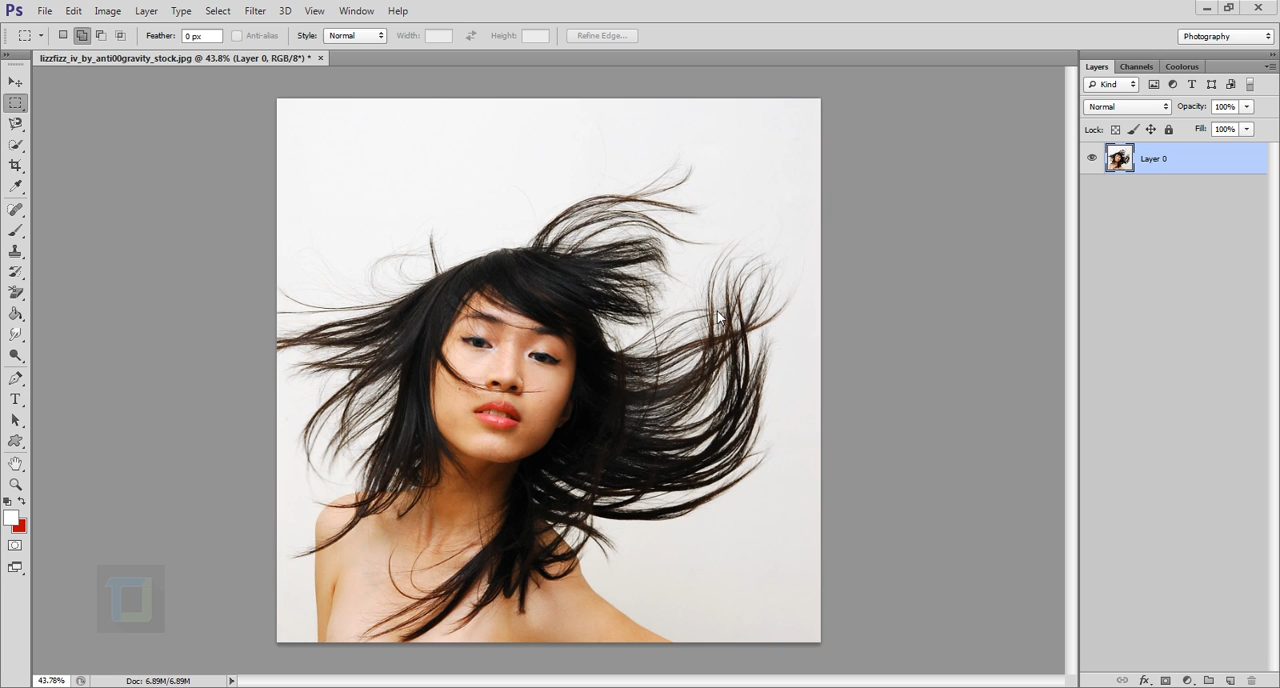 Ps File Edit Image Layer Type Select Filter 3D View Window Help
Feather: 0 px Anti-alias Style: Normal Width: Height: Refine Edge... Photography
lizzfizz_iv_by_anti00gravity_stock.jpg @ 43.8% (Layer 0, RGB/8*) * ×
Layers Channels Coolorus
Kind
Normal Opacity: 100%
Lock: Fill: 100%
Layer 0
43.78% Doc: 6.89M/6.89M